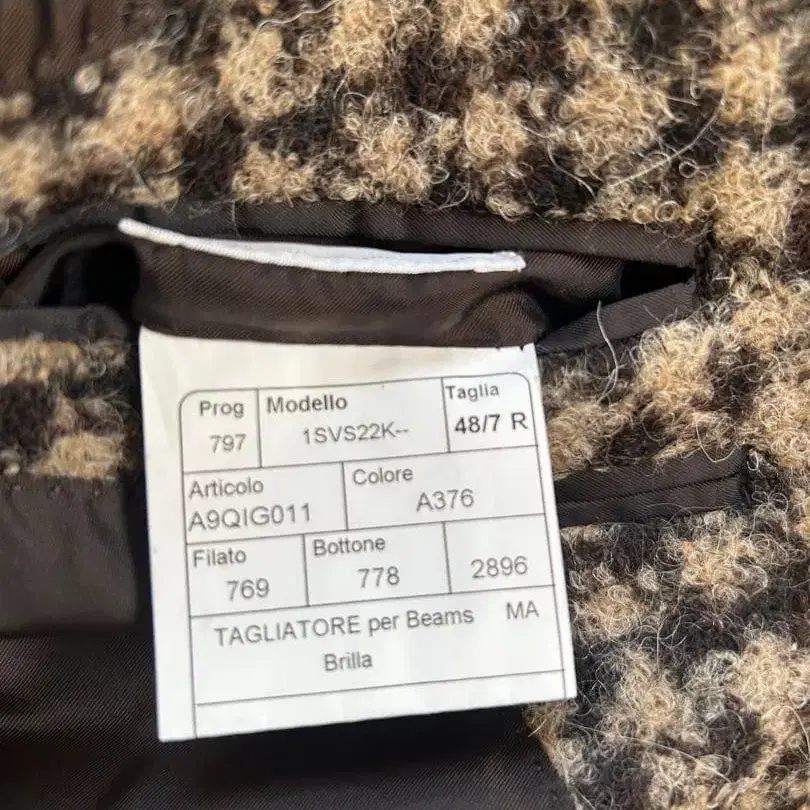 Prog Modello Taglia
797 1SVS22K-- 48/7 R
Articolo Colore
A9QIG011 A376
Filato Bottone
769 778 2896
TAGLIATORE per Beams MA
Brilla